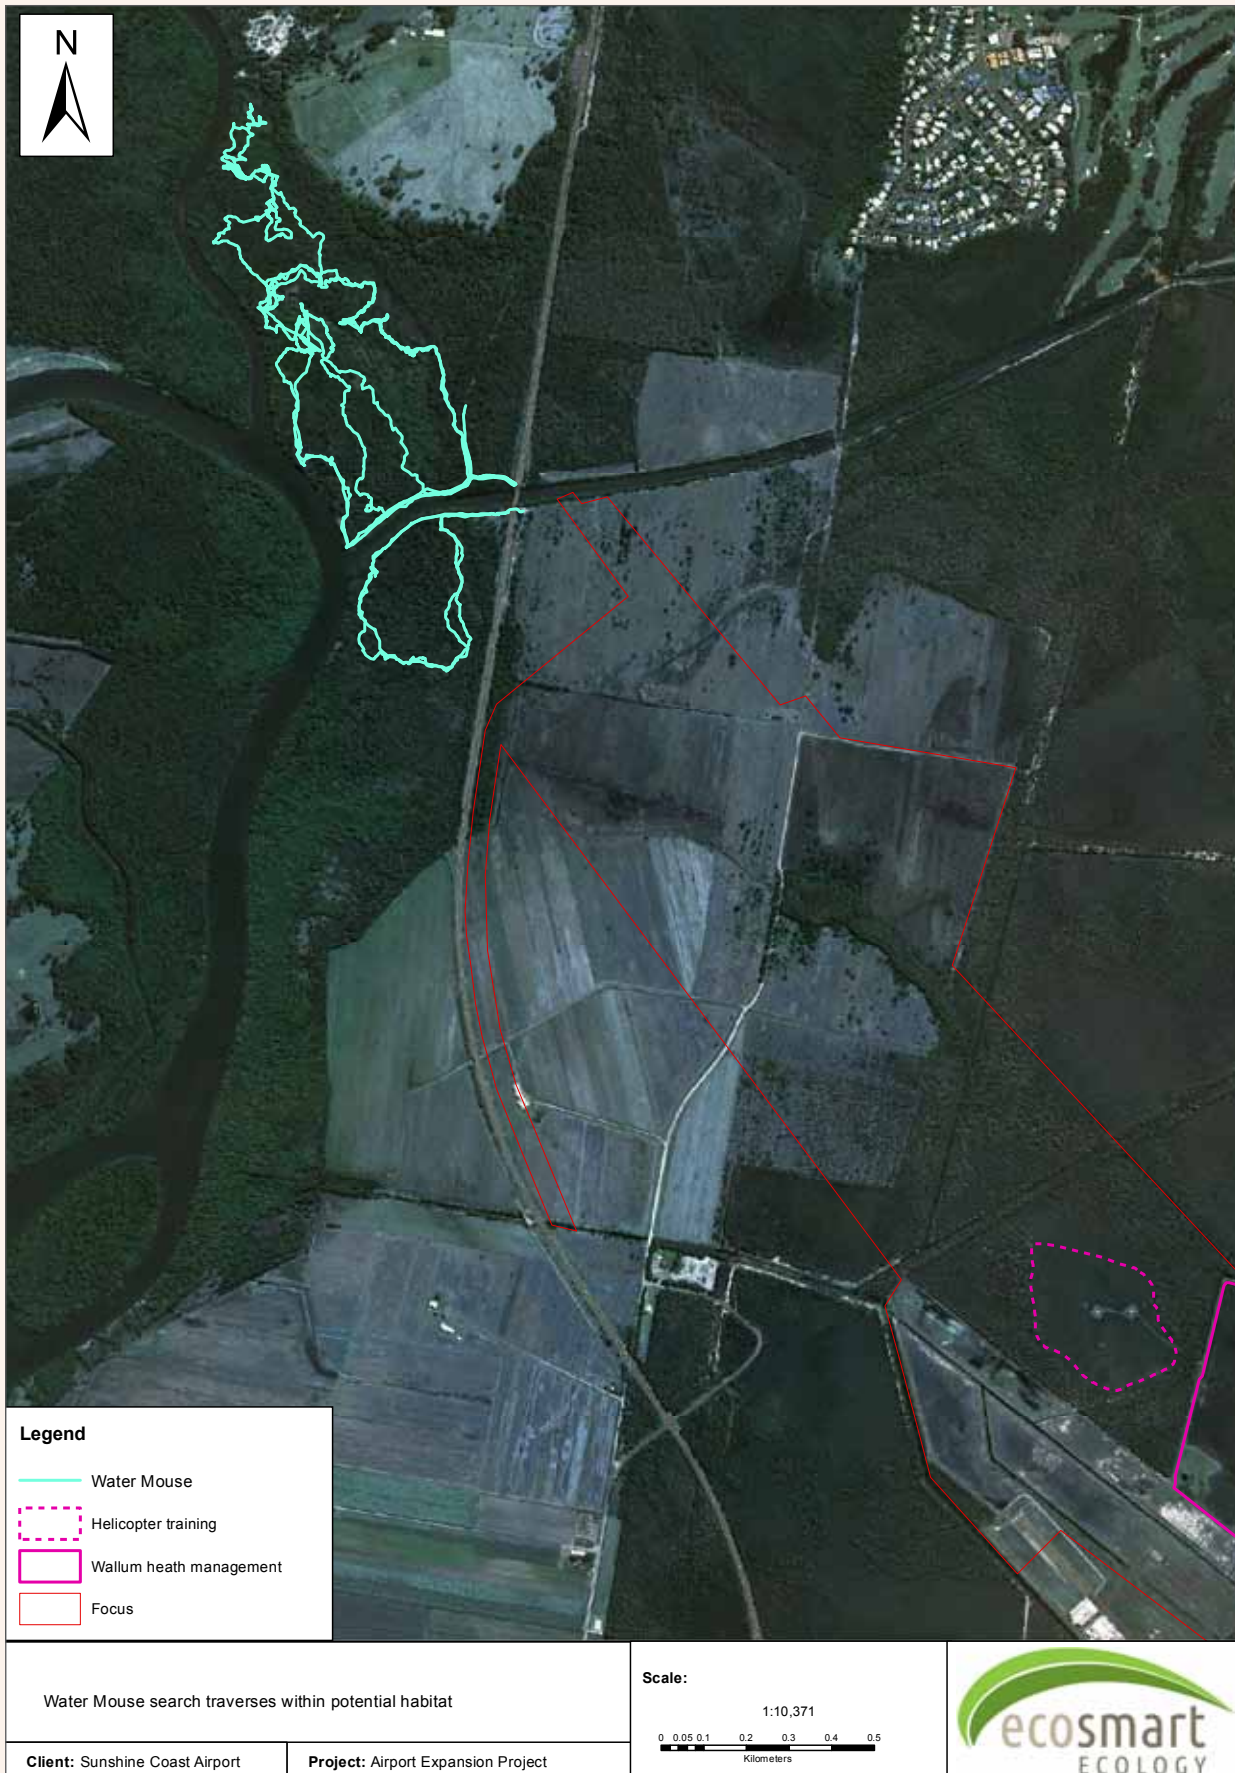 N
Legend
Water Mouse
Helicopter training
Wallum heath management
Focus
Water Mouse search traverses within potential habitat
Client: Sunshine Coast Airport
Project: Airport Expansion Project
Scale:
1:10,371
0 0.05 0.1 0.2 0.3 0.4 0.5
Kilometers
ecosmart
ECOLOGY